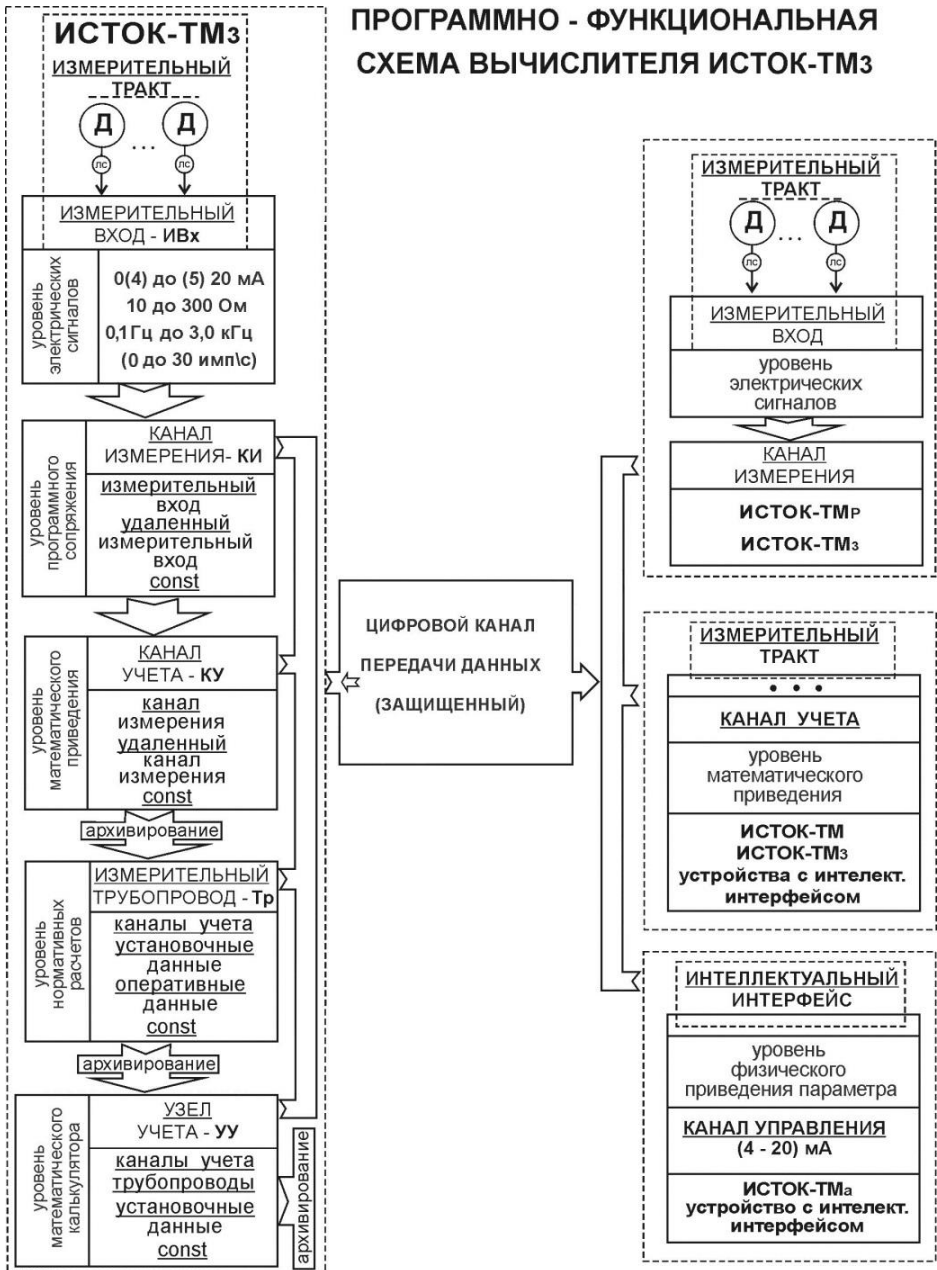 ПРОГРАММНО - ФУНКЦИОНАЛЬНАЯ
СХЕМА ВЫЧИСЛИТЕЛЯ ИСТОК-ТМ3
ИСТОК-ТМ3
ИЗМЕРИТЕЛЬНЫЙ
ТРАКТ
Д ... Д
ЛС ЛС
ИЗМЕРИТЕЛЬНЫЙ
ВХОД - ИВх
уровень
электрических
сигналов
0(4) до (5) 20 мА
10 до 300 Ом
0,1Гц до 3,0 кГц
(0 до 30 имп\с)
уровень
программного
сопряжения
КАНАЛ
ИЗМЕРЕНИЯ- КИ
измерительный
вход
удаленный
измерительный
вход
const
уровень
математического
приведения
КАНАЛ
УЧЕТА - КУ
канал
измерения
удаленный
канал
измерения
const
архивирование
уровень
нормативных
расчетов
ИЗМЕРИТЕЛЬНЫЙ
ТРУБОПРОВОД - Тр
каналы учета
установочные
данные
оперативные
данные
const
архивирование
уровень
математического
калькулятора
УЗЕЛ
УЧЕТА - УУ
каналы учета
трубопроводы
установочные
данные
const
архивирование
ЦИФРОВОЙ КАНАЛ
ПЕРЕДАЧИ ДАННЫХ
(ЗАЩИЩЕННЫЙ)
ИЗМЕРИТЕЛЬНЫЙ
ТРАКТ
Д ... Д
ЛС ЛС
ИЗМЕРИТЕЛЬНЫЙ
ВХОД
уровень
электрических
сигналов
КАНАЛ
ИЗМЕРЕНИЯ
ИСТОК-ТМР
ИСТОК-ТМ3
ИЗМЕРИТЕЛЬНЫЙ
ТРАКТ
• • •
КАНАЛ УЧЕТА
уровень
математического
приведения
ИСТОК-ТМ
ИСТОК-ТМ3
устройства с интелект.
интерфейсом
ИНТЕЛЛЕКТУАЛЬНЫЙ
ИНТЕРФЕЙС
уровень
физического
приведения параметра
КАНАЛ УПРАВЛЕНИЯ
(4 - 20) мА
ИСТОК-ТМа
устройство с интелект.
интерфейсом